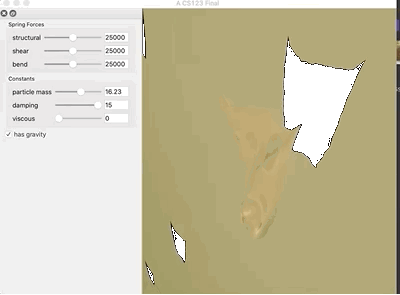 A CS123 Final
Spring Forces
structural 25000
shear 25000
bend 25000
Constants
particle mass 16.23
damping 15
viscous 0
has gravity